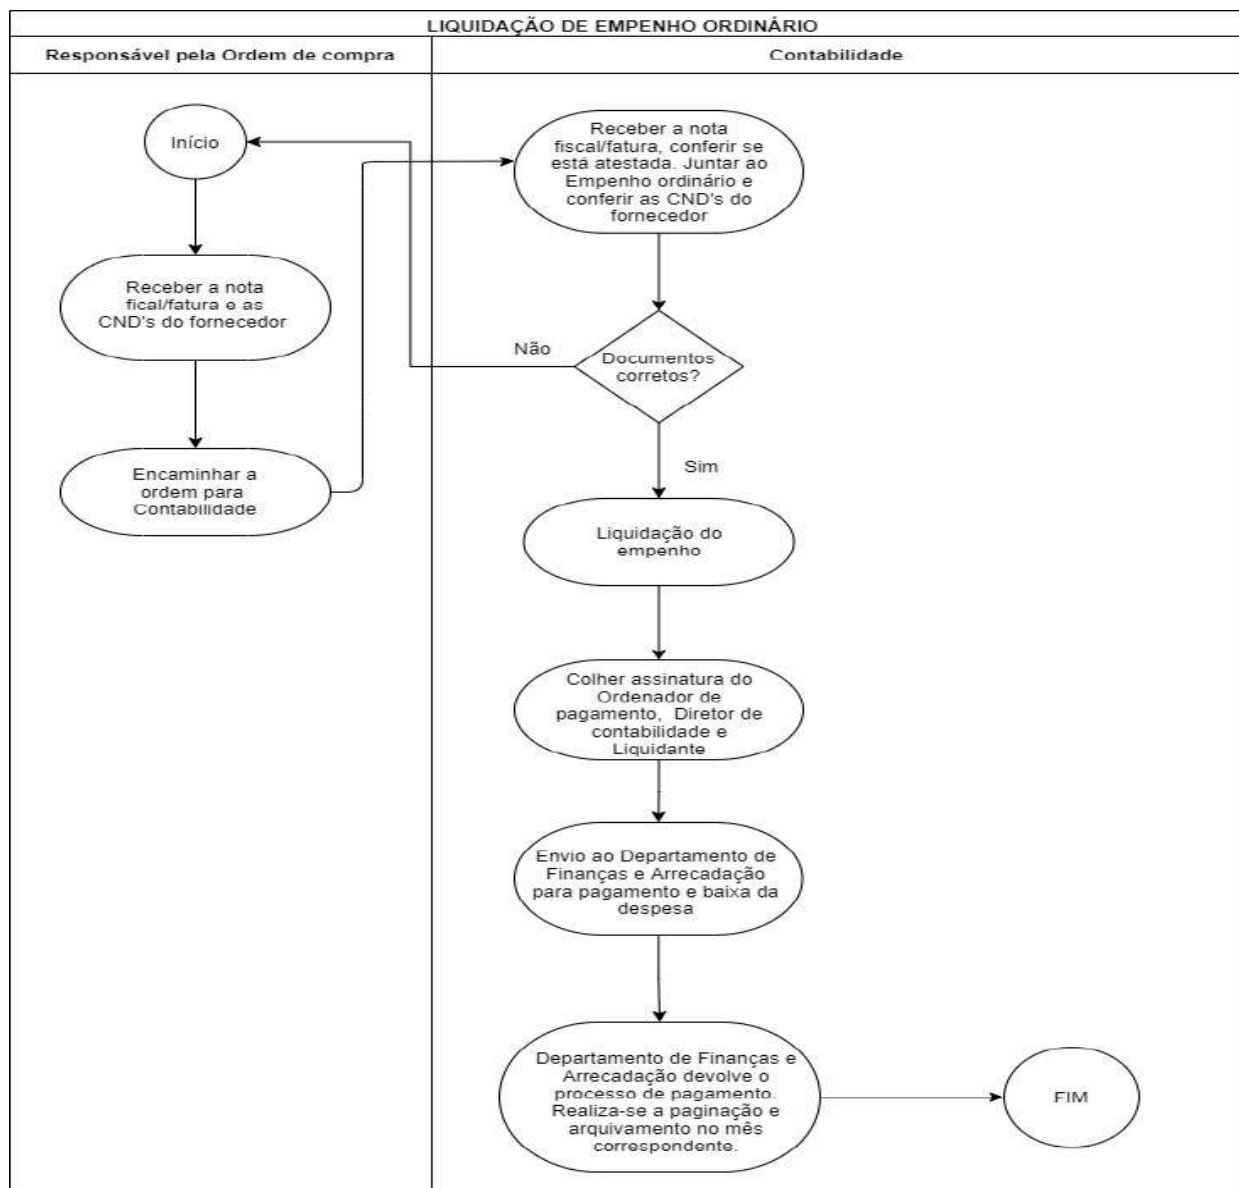 LIQUIDAÇÃO DE EMPENHO ORDINÁRIO
Responsável pela Ordem de compra
Contabilidade
Início
Receber a nota
fical/fatura e as
CND's do fornecedor
Encaminhar a
ordem para
Contabilidade
Receber a nota
fiscal/fatura, conferir se
está atestada. Juntar ao
Empenho ordinário e
conferir as CND's do
fornecedor
Não
Documentos
corretos?
Sim
Liquidação do
empenho
Colher assinatura do
Ordenador de
pagamento, Diretor de
contabilidade e
Liquidante
Envio ao Departamento de
Finanças e Arrecadação
para pagamento e baixa da
despesa
Departamento de Finanças e
Arrecadação devolve o
processo de pagamento.
Realiza-se a paginação e
arquivamento no mês
correspondente.
FIM